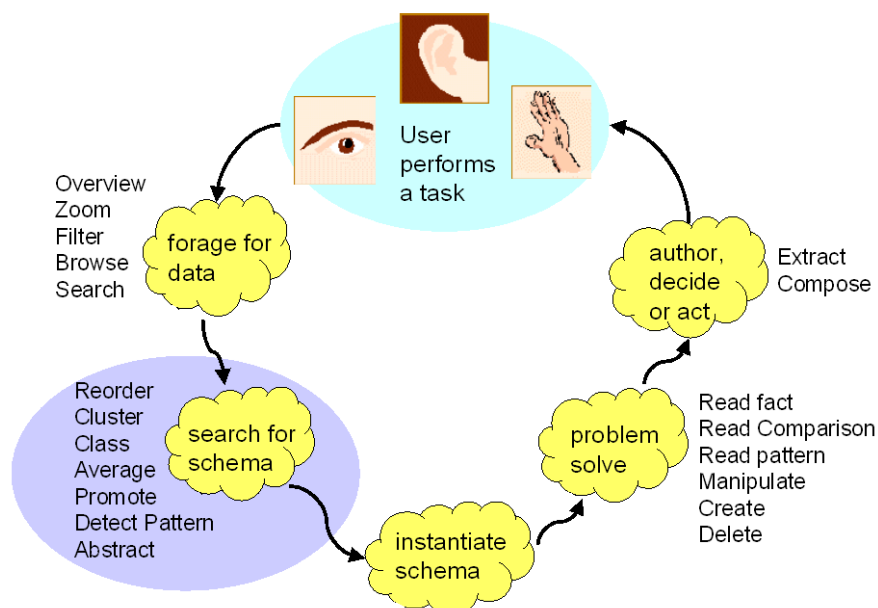 User
performs
a task
Overview
Zoom
Filter
Browse
Search
forage for
data
Reorder
Cluster
Class
Average
Promote
Detect Pattern
Abstract
search for
schema
instantiate
schema
problem
solve
Read fact
Read Comparison
Read pattern
Manipulate
Create
Delete
author,
decide
or act
Extract
Compose